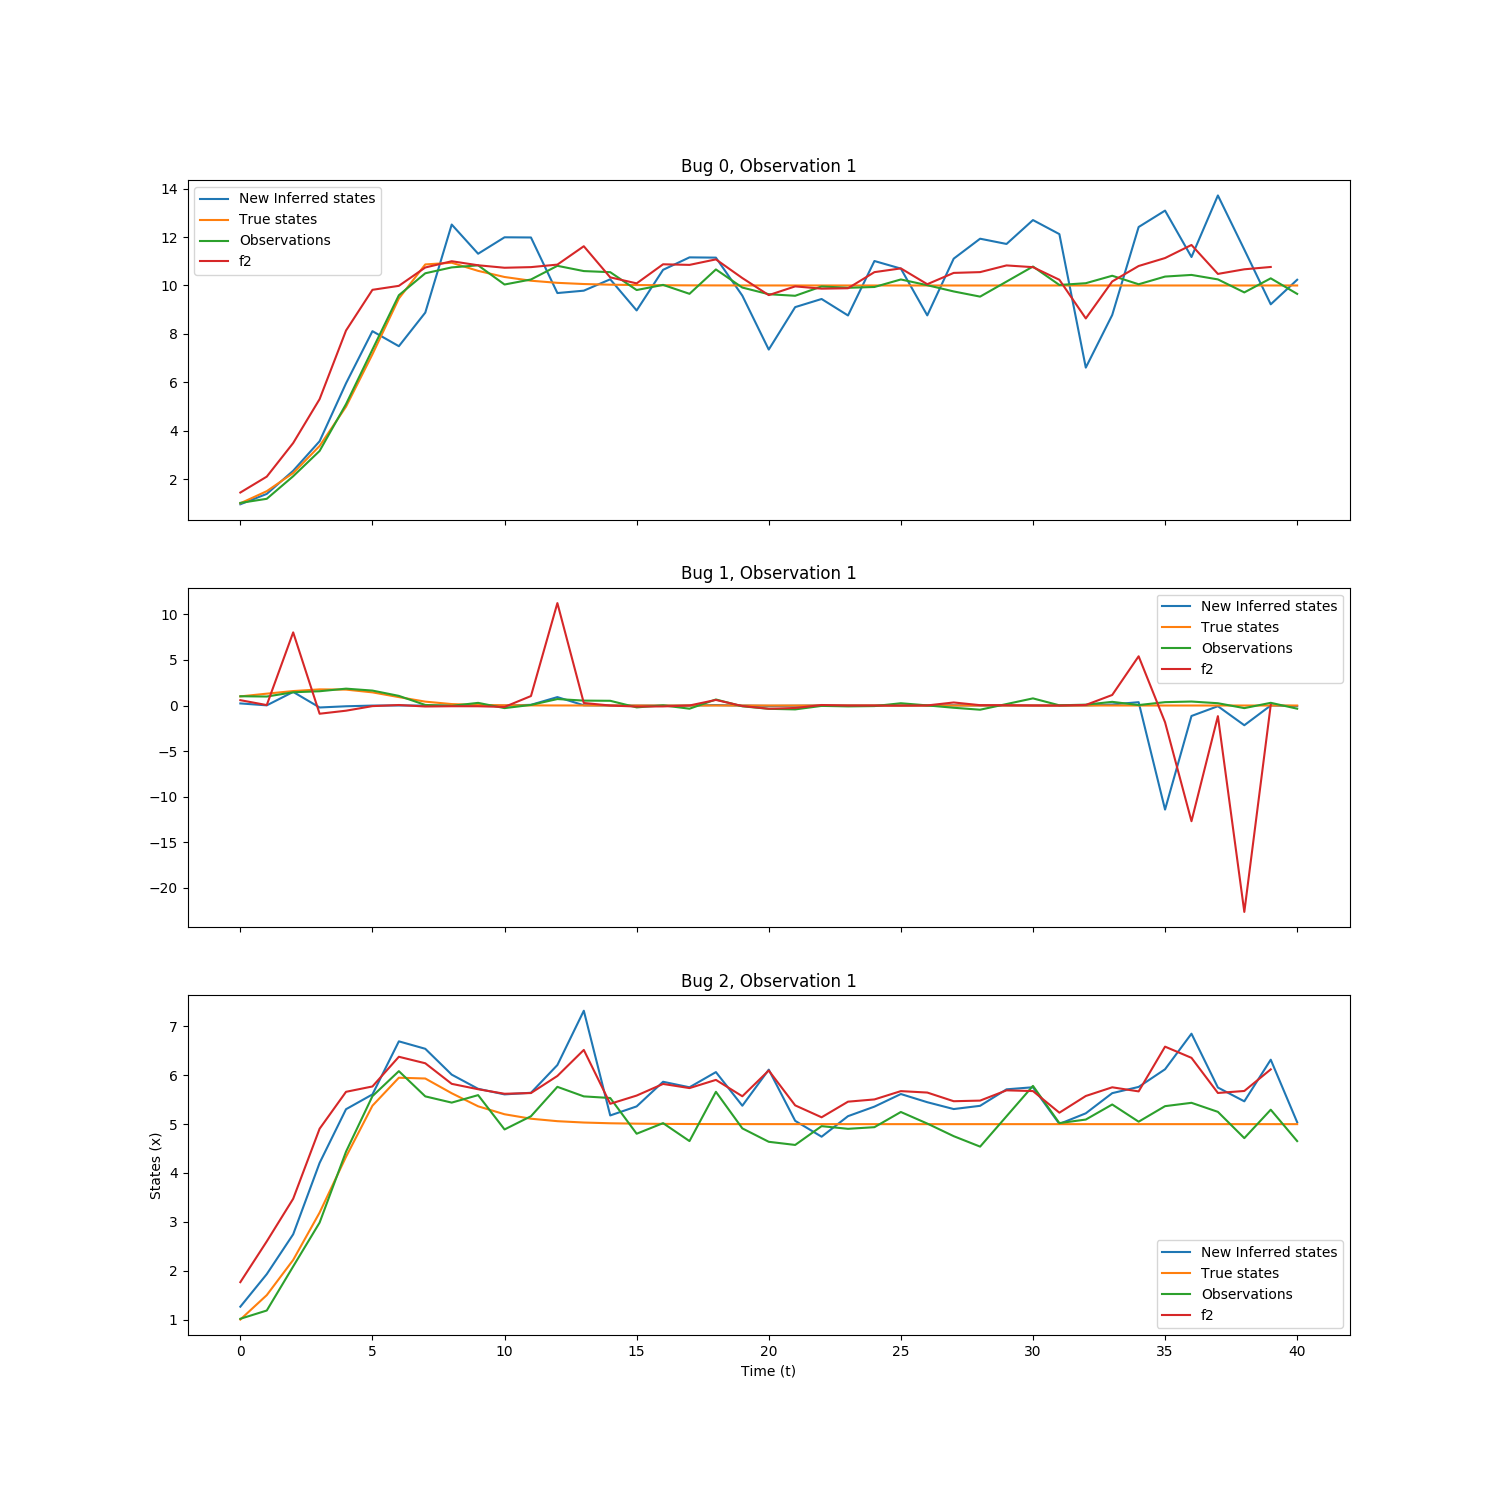 Bug 0, Observation 1
14
12
10
8
6
4
2
New Inferred states
True states
Observations
f2
Bug 1, Observation 1
10
5
0
−5
−10
−15
−20
New Inferred states
True states
Observations
f2
Bug 2, Observation 1
States (x)
7
6
5
4
3
2
1
New Inferred states
True states
Observations
f2
0 5 10 15 20 25 30 35 40
Time (t)